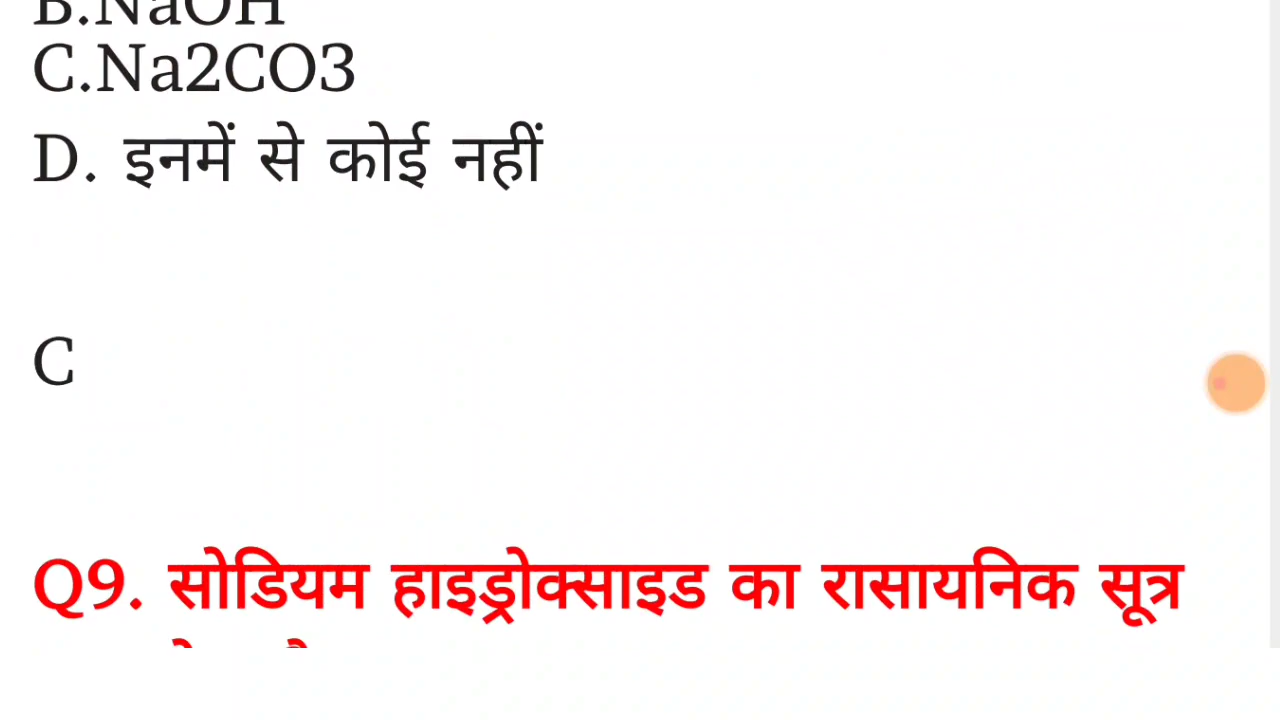 B.NaOH
C.Na2CO3
D. इनमें से कोई नहीं
C
Q9. सोडियम हाइड्रोक्साइड का रासायनिक सूत्र